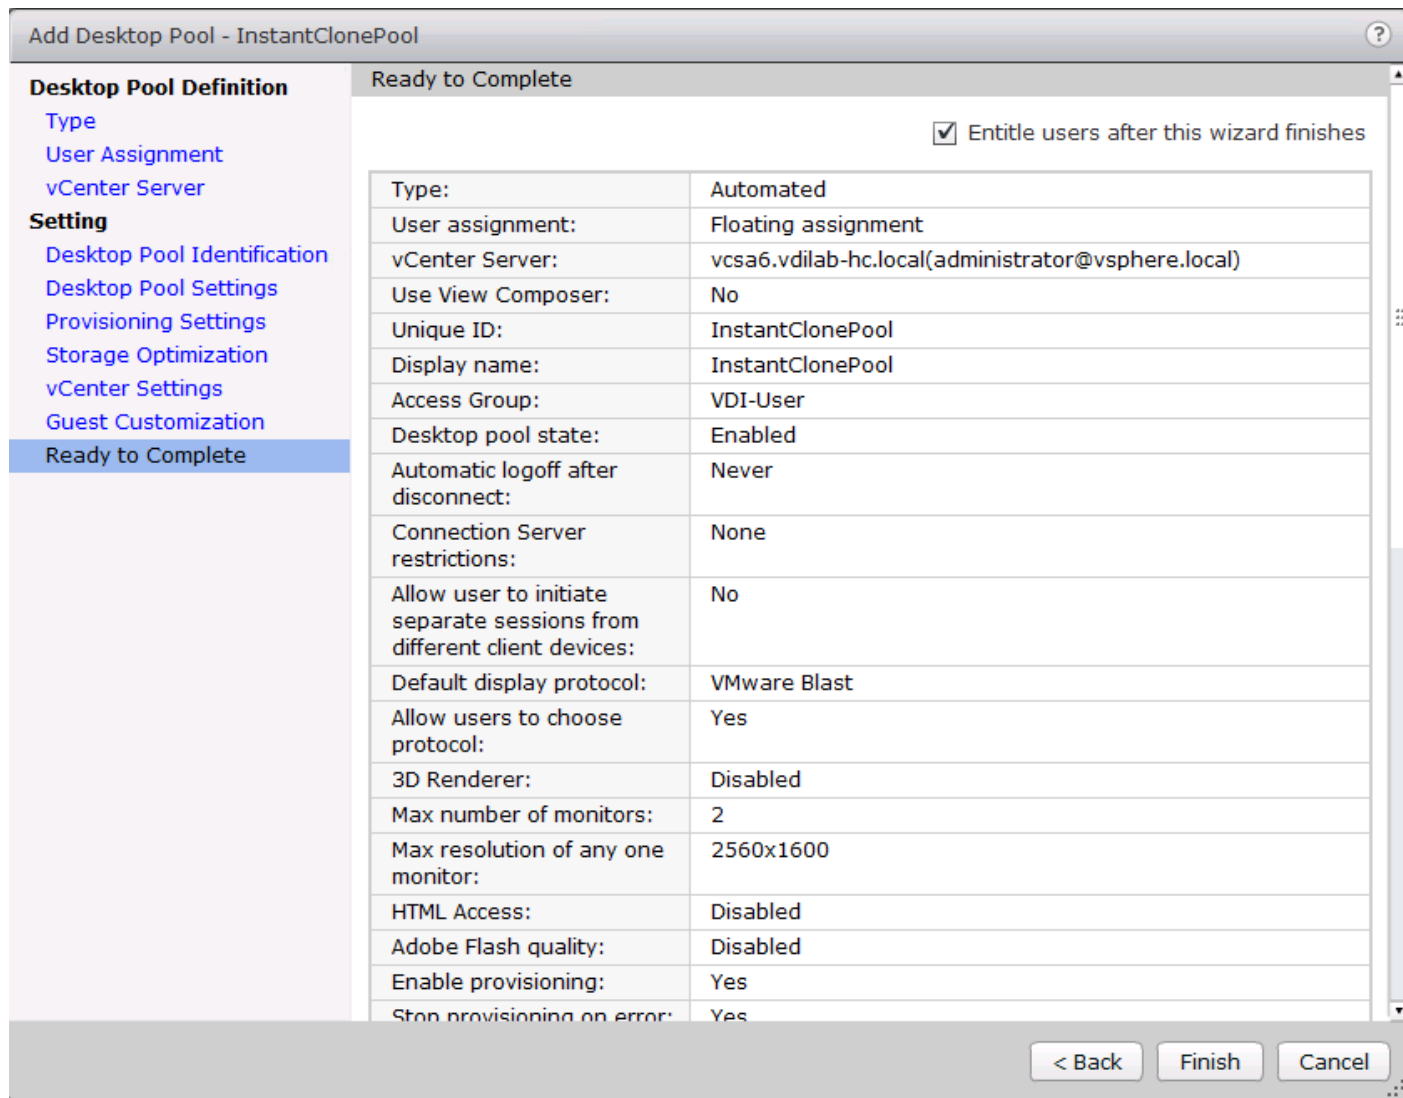 Add Desktop Pool - InstantClonePool
?
Desktop Pool Definition
Type
User Assignment
vCenter Server
Setting
Desktop Pool Identification
Desktop Pool Settings
Provisioning Settings
Storage Optimization
vCenter Settings
Guest Customization
Ready to Complete
Ready to Complete
Entitle users after this wizard finishes
Type: Automated
User assignment: Floating assignment
vCenter Server: vcsa6.vdilab-hc.local(administrator@vsphere.local)
Use View Composer: No
Unique ID: InstantClonePool
Display name: InstantClonePool
Access Group: VDI-User
Desktop pool state: Enabled
Automatic logoff after Never
disconnect:
Connection Server None
restrictions:
Allow user to initiate No
separate sessions from
different client devices:
Default display protocol: VMware Blast
Allow users to choose Yes
protocol:
3D Renderer: Disabled
Max number of monitors: 2
Max resolution of any one 2560x1600
monitor:
HTML Access: Disabled
Adobe Flash quality: Disabled
Enable provisioning: Yes
Stop provisioning on error: Yes
< Back Finish Cancel